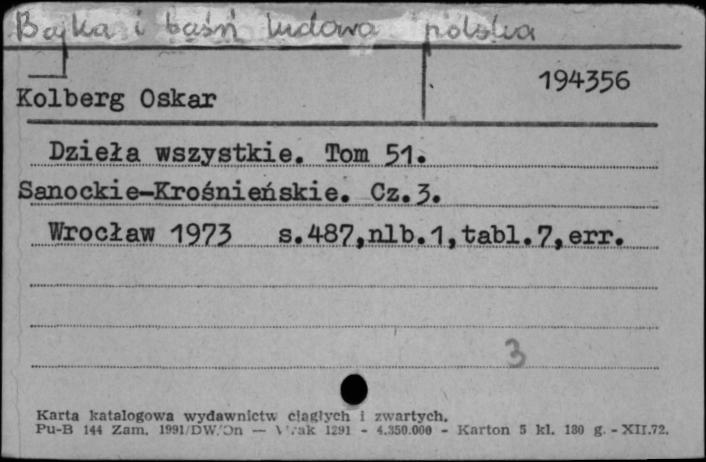 Bajka i baśń ludowa polska
194356
Kolberg Oskar
Dzieła wszystkie. Tom 51.
Sanockie-Krośnieńskie. Cz.3.
Wrocław 1973 s.487,nlb.1,tabl.7,err.
3
Karta katalogowa wydawnictw ciągłych i zwartych.
Pu-B 144 Zam. 1991/DW/On — 1291 - 4.350.000 - Karton 5 kl. 180 g. - XII.72.